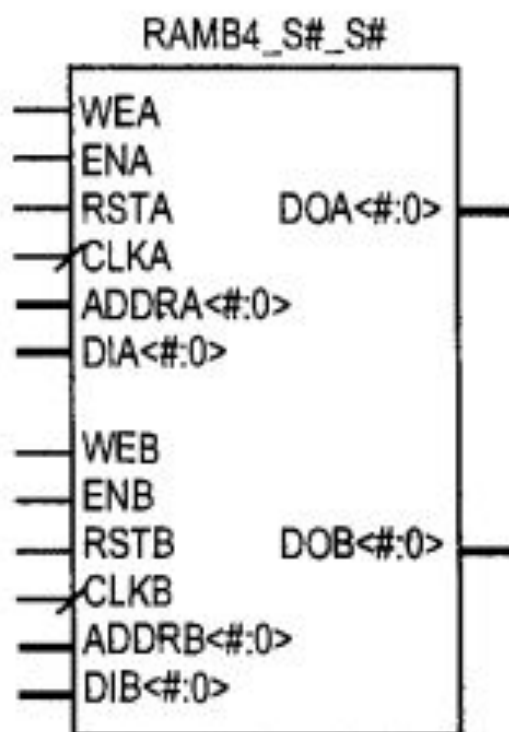 RAMB4_S#_S#
WEA
ENA
RSTA DOA<#:0>
CLKA
ADDRA<#:0>
DIA<#:0>
WEB
ENB
RSTB DOB<#:0>
CLKB
ADDRB<#:0>
DIB<#:0>